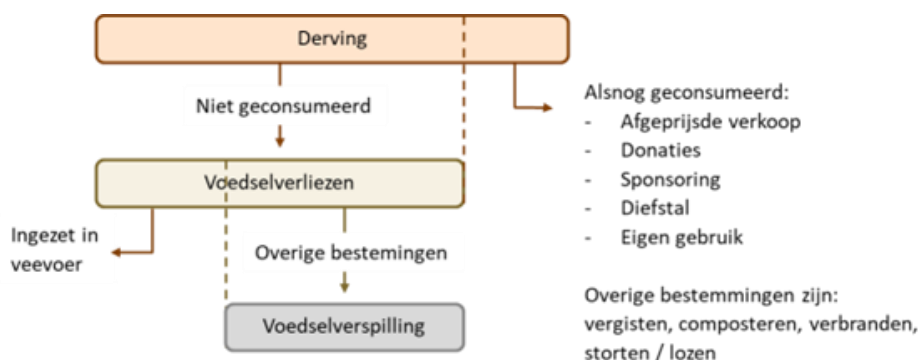 Derving
Niet geconsumeerd
Voedselverliezen
Ingezet in
veevoer
Overige bestemingen
Voedselverspilling
Alsnog geconsumeerd:
- Afgeprijsde verkoop
- Donaties
- Sponsoring
- Diefstal
- Eigen gebruik
Overige bestemmingen zijn:
vergisten, composteren, verbranden,
storten / lozen